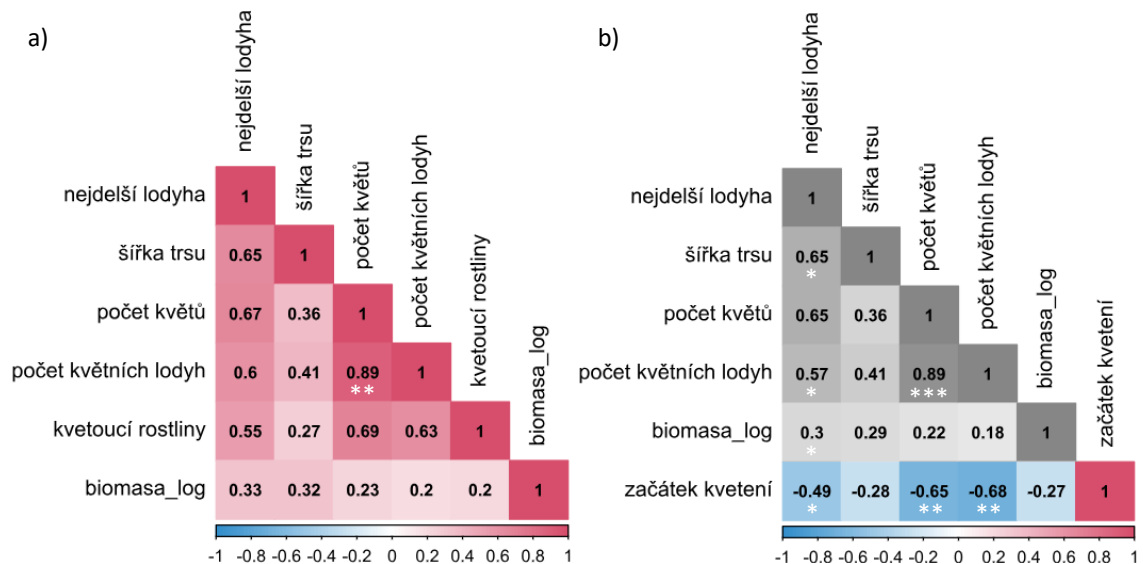 a)
nejdelší lodyha
šířka trsu
počet květů
počet květních lodyh
kvetoucí rostliny
biomasa_log
nejdelší lodyha 1
šířka trsu 0.65 1
*
počet květů 0.67 0.36 1
počet květních lodyh 0.6 0.41 0.89 1
**
kvetoucí rostliny 0.55 0.27 0.69 0.63 1
biomasa_log 0.33 0.32 0.23 0.2 0.2 1
-1 -0.8 -0.6 -0.4 -0.2 0 0.2 0.4 0.6 0.8 1
b)
nejdelší lodyha
šířka trsu
počet květů
počet květních lodyh
biomasa_log
začátek kvetení
nejdelší lodyha 1
šířka trsu 0.65 1
*
počet květů 0.65 0.36 1
počet květních lodyh 0.57 0.41 0.89 1
* ***
biomasa_log 0.3 0.29 0.22 0.18 1
*
začátek kvetení -0.49 -0.28 -0.65 -0.68 -0.27 1
* ** **
-1 -0.8 -0.6 -0.4 -0.2 0 0.2 0.4 0.6 0.8 1